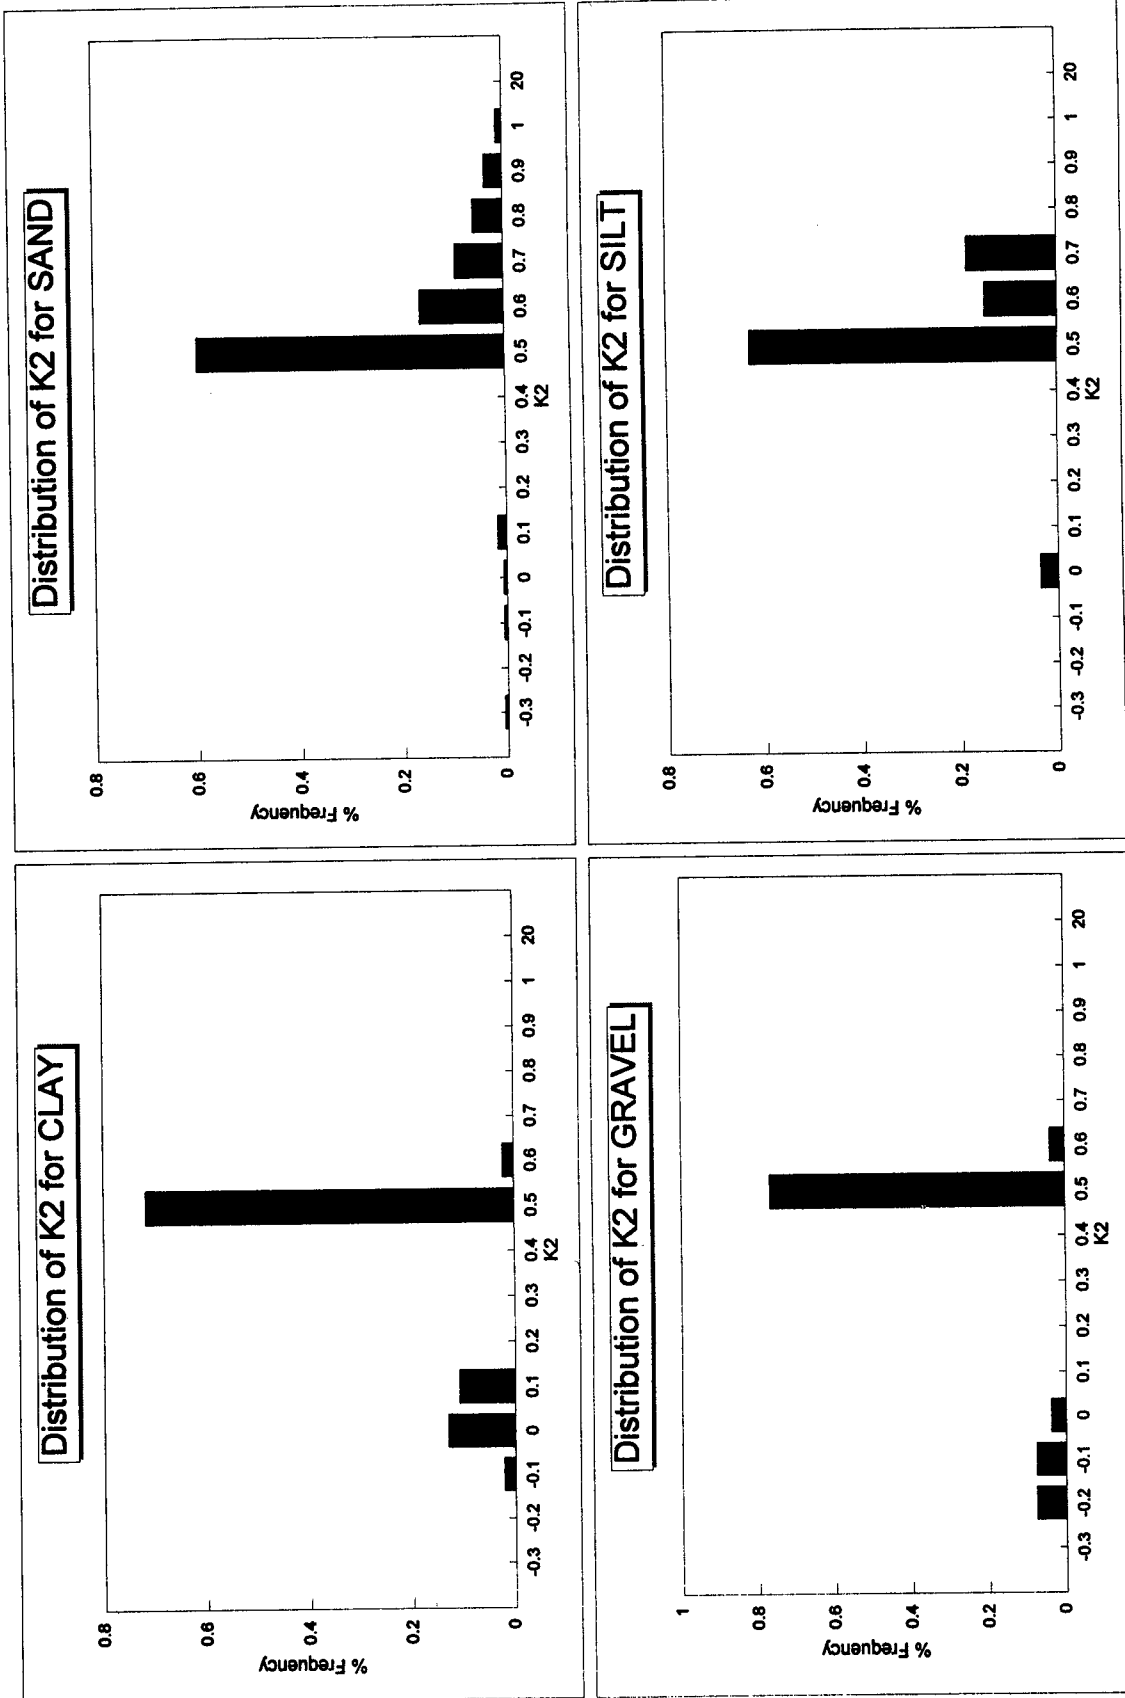 Distribution of K2 for CLAY
% Frequency
0.8
0.6
0.4
0.2
0
-0.3 -0.2 -0.1 0 0.1 0.2 0.3 0.4 0.5 0.6 0.7 0.8 0.9 1 20
K2
Distribution of K2 for SAND
% Frequency
0.8
0.6
0.4
0.2
0
-0.3 -0.2 -0.1 0 0.1 0.2 0.3 0.4 0.5 0.6 0.7 0.8 0.9 1 20
K2
Distribution of K2 for GRAVEL
% Frequency
1
0.8
0.6
0.4
0.2
0
-0.3 -0.2 -0.1 0 0.1 0.2 0.3 0.4 0.5 0.6 0.7 0.8 0.9 1 20
K2
Distribution of K2 for SILT
% Frequency
0.8
0.6
0.4
0.2
0
-0.3 -0.2 -0.1 0 0.1 0.2 0.3 0.4 0.5 0.6 0.7 0.8 0.9 1 20
K2